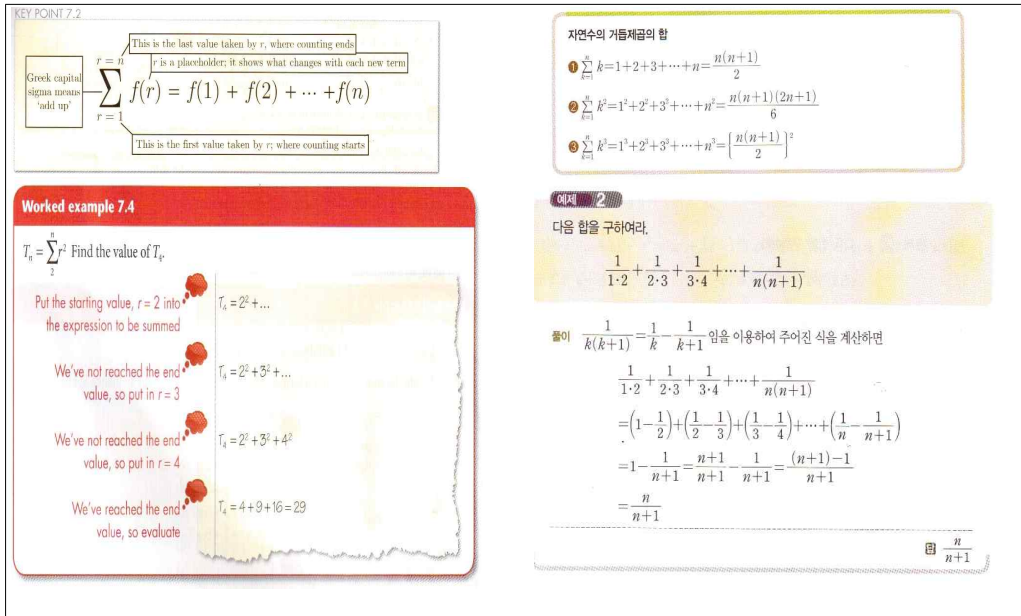 KEY POINT 7.2
This is the last value taken by r, where counting ends
r = n
r is a placeholder; it shows what changes with each new term
Greek capital
sigma means
'add up'
∑ f(r) = f(1) + f(2) + ··· +f(n)
r = 1
This is the first value taken by r; where counting starts
Worked example 7.4
n
Tₙ = ∑ r² Find the value of T₄.
2
Put the starting value, r = 2 into
the expression to be summed
T₄ = 2² + ...
We've not reached the end
value, so put in r = 3
T₄ = 2² + 3² + ...
We've not reached the end
value, so put in r = 4
T₄ = 2² + 3² + 4²
We've reached the end
value, so evaluate
T₄ = 4 + 9 + 16 = 29
자연수의 거듭제곱의 합
❶ ∑_{k=1}^{n} k=1+2+3+···+n= n(n+1)/2
❷ ∑_{k=1}^{n} k²=1²+2²+3²+···+n²= n(n+1)(2n+1)/6
❸ ∑_{k=1}^{n} k³=1³+2³+3³+···+n³={n(n+1)/2}²
예제 2
다음 합을 구하여라.
1/(1·2) + 1/(2·3) + 1/(3·4) + ··· + 1/(n(n+1))
풀이 1/(k(k+1)) = 1/k − 1/(k+1) 임을 이용하여 주어진 식을 계산하면
1/(1·2) + 1/(2·3) + 1/(3·4) + ··· + 1/(n(n+1))
=(1−1/2)+(1/2−1/3)+(1/3−1/4)+···+(1/n−1/(n+1))
=1−1/(n+1)=(n+1)/(n+1)−1/(n+1)=((n+1)−1)/(n+1)
=n/(n+1)
답 n/(n+1)